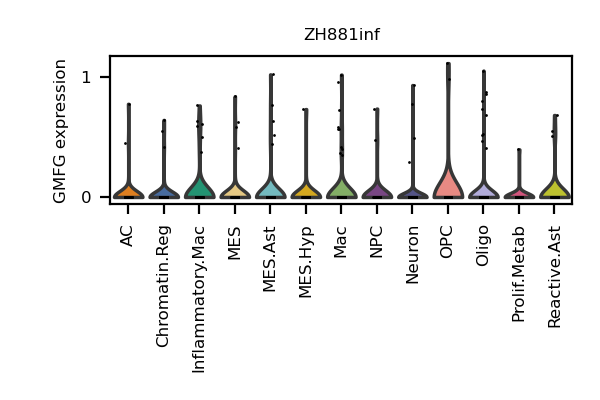 ZH881inf
GMFG expression
1
0
AC
Chromatin.Reg
Inflammatory.Mac
MES
MES.Ast
MES.Hyp
Mac
NPC
Neuron
OPC
Oligo
Prolif.Metab
Reactive.Ast